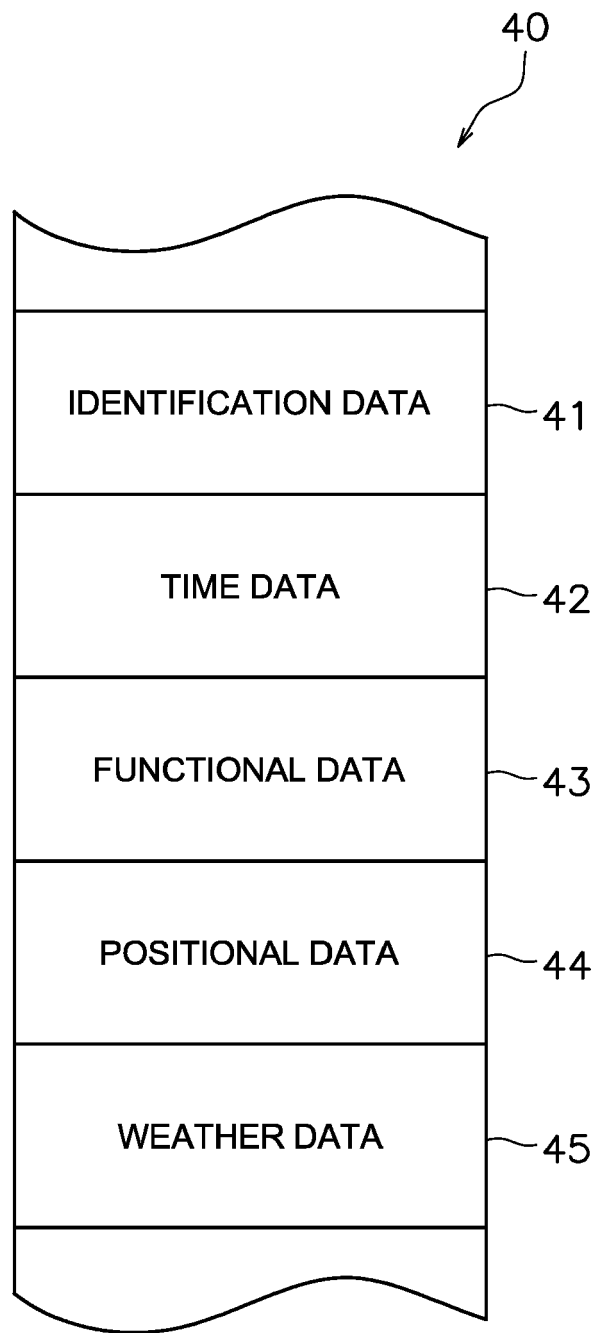 40
IDENTIFICATION DATA 41
TIME DATA 42
FUNCTIONAL DATA 43
POSITIONAL DATA 44
WEATHER DATA 45